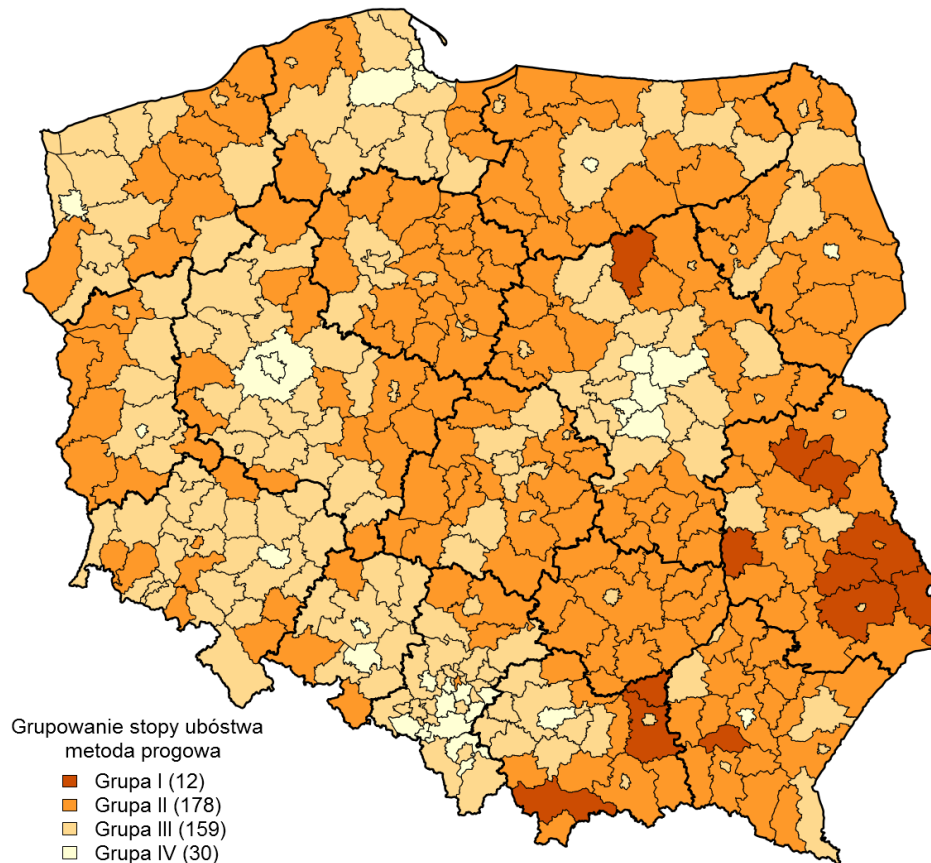 Grupowanie stopy ubóstwa
metoda progowa
Grupa I (12)
Grupa II (178)
Grupa III (159)
Grupa IV (30)